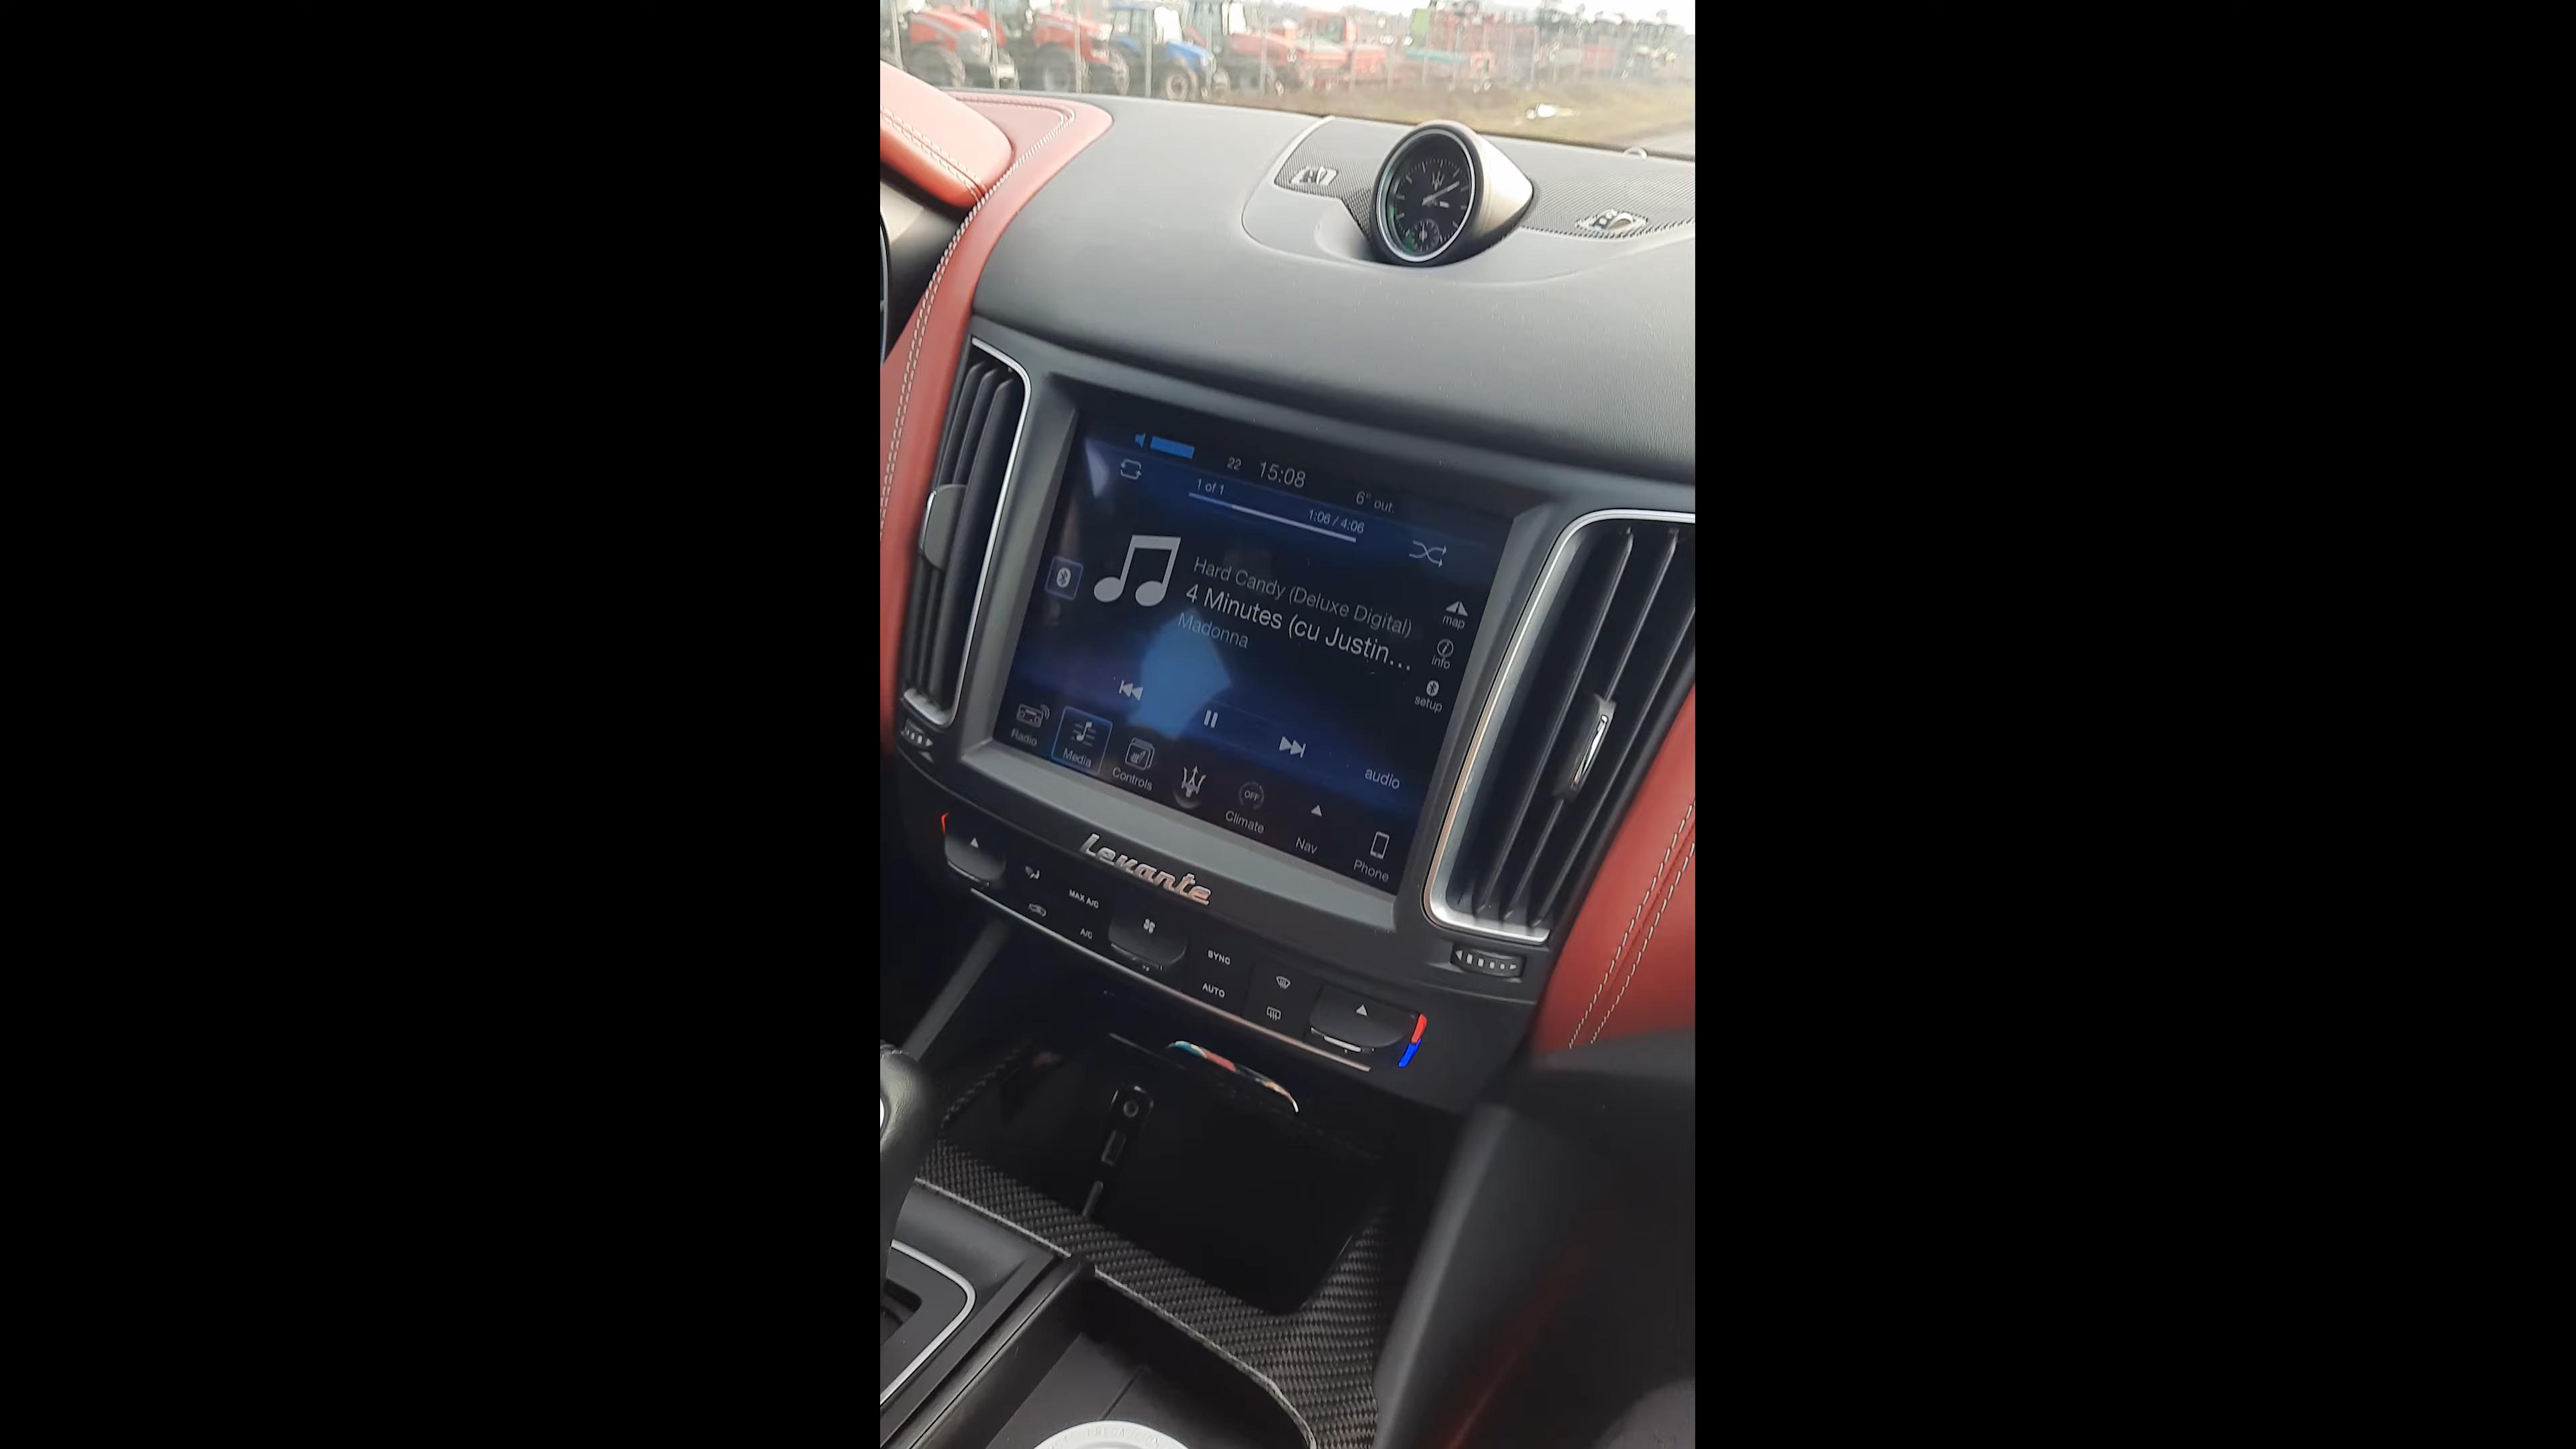 22 15:08 6° out.
1 of 1 1:06 / 4:06
Hard Candy (Deluxe Digital)
4 Minutes (cu Justin...
Madonna
map
info
setup
audio
Radio Media Controls OFF Climate Nav Phone
Levante
MAX A/C
A/C
SYNC
AUTO